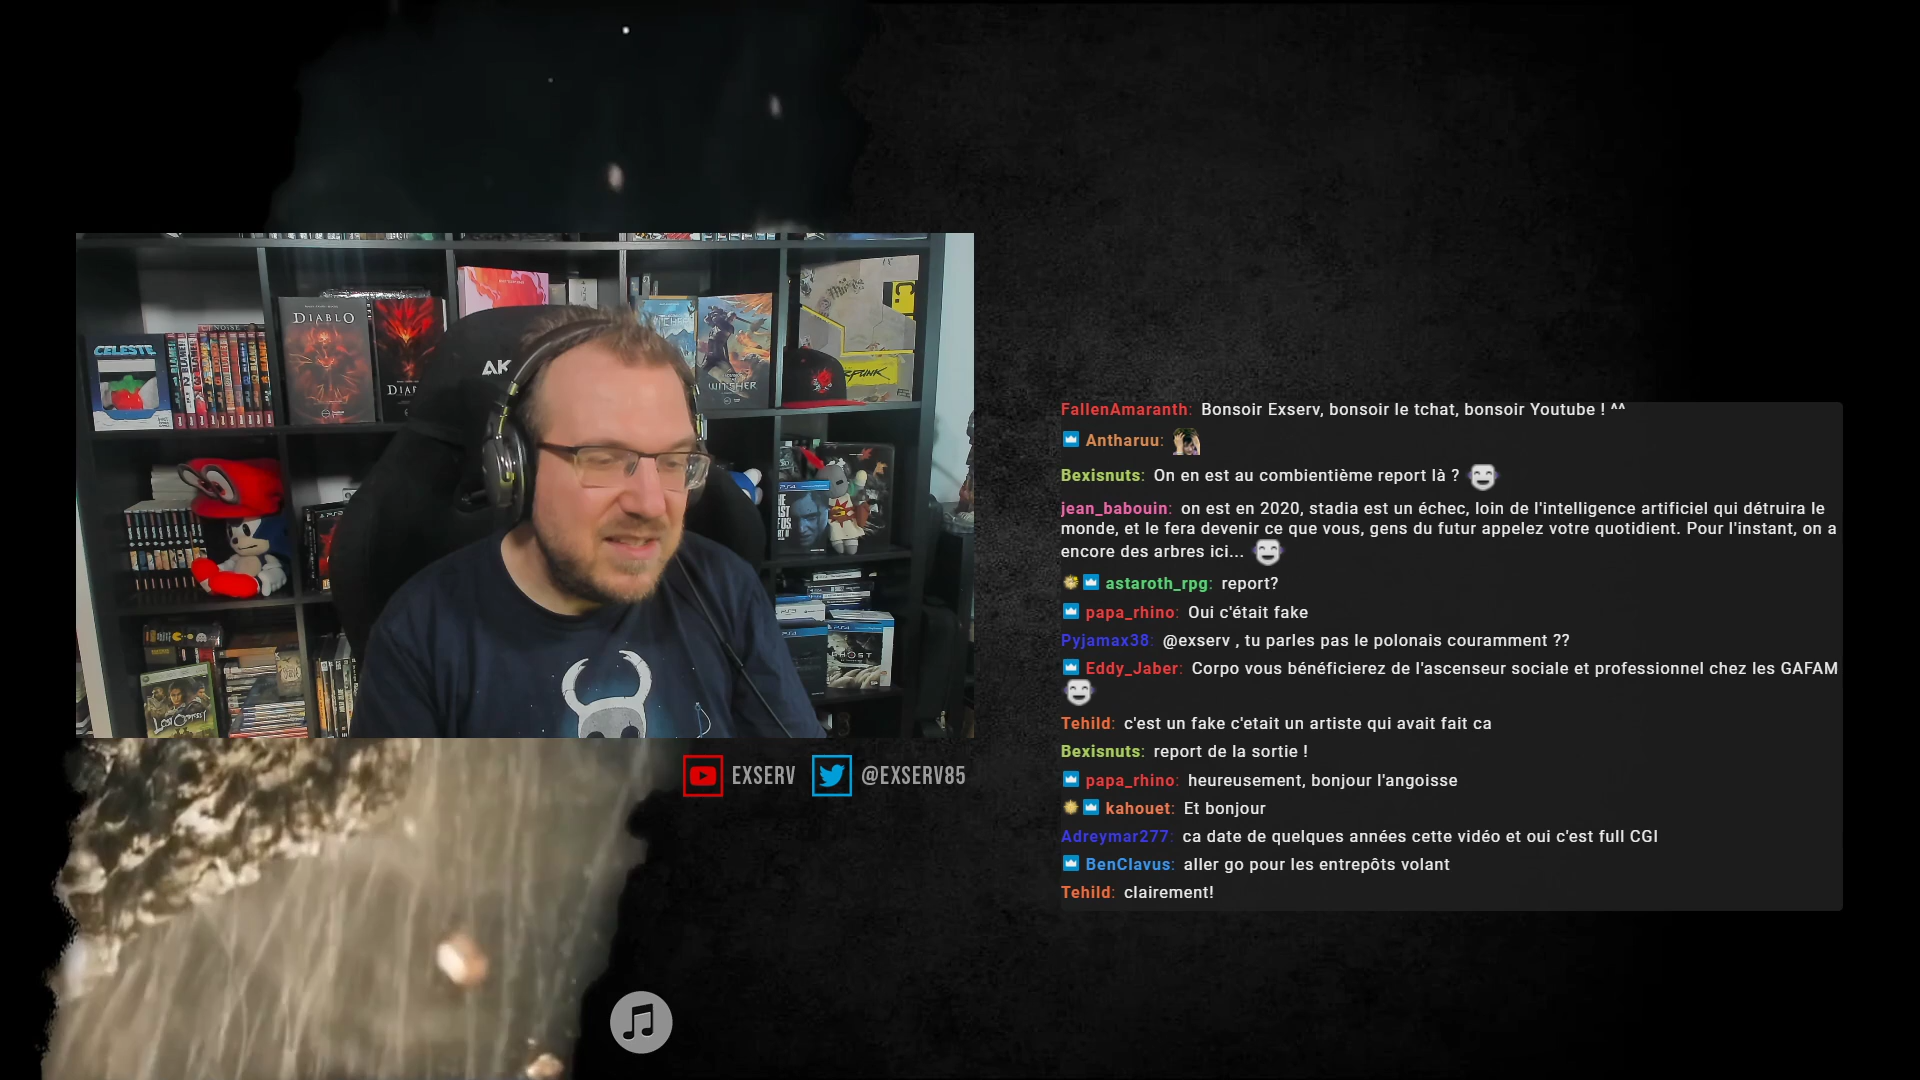 CELESTE
NOISE
DIABLO
AK
WITCHER
PS4
GHOST
EXSERV
@EXSERV85
FallenAmaranth: Bonsoir Exserv, bonsoir le tchat, bonsoir Youtube ! ^^
Antharuu:
Bexisnuts: On en est au combientième report là ?
jean_babouin: on est en 2020, stadia est un échec, loin de l'intelligence artificiel qui détruira le
monde, et le fera devenir ce que vous, gens du futur appelez votre quotidient. Pour l'instant, on a
encore des arbres ici...
astaroth_rpg: report?
papa_rhino: Oui c'était fake
Pyjamax38: @exserv , tu parles pas le polonais couramment ??
Eddy_Jaber: Corpo vous bénéficierez de l'ascenseur sociale et professionnel chez les GAFAM
Tehild: c'est un fake c'etait un artiste qui avait fait ca
Bexisnuts: report de la sortie !
papa_rhino: heureusement, bonjour l'angoisse
kahouet: Et bonjour
Adreymar277: ca date de quelques années cette vidéo et oui c'est full CGI
BenClavus: aller go pour les entrepôts volant
Tehild: clairement!